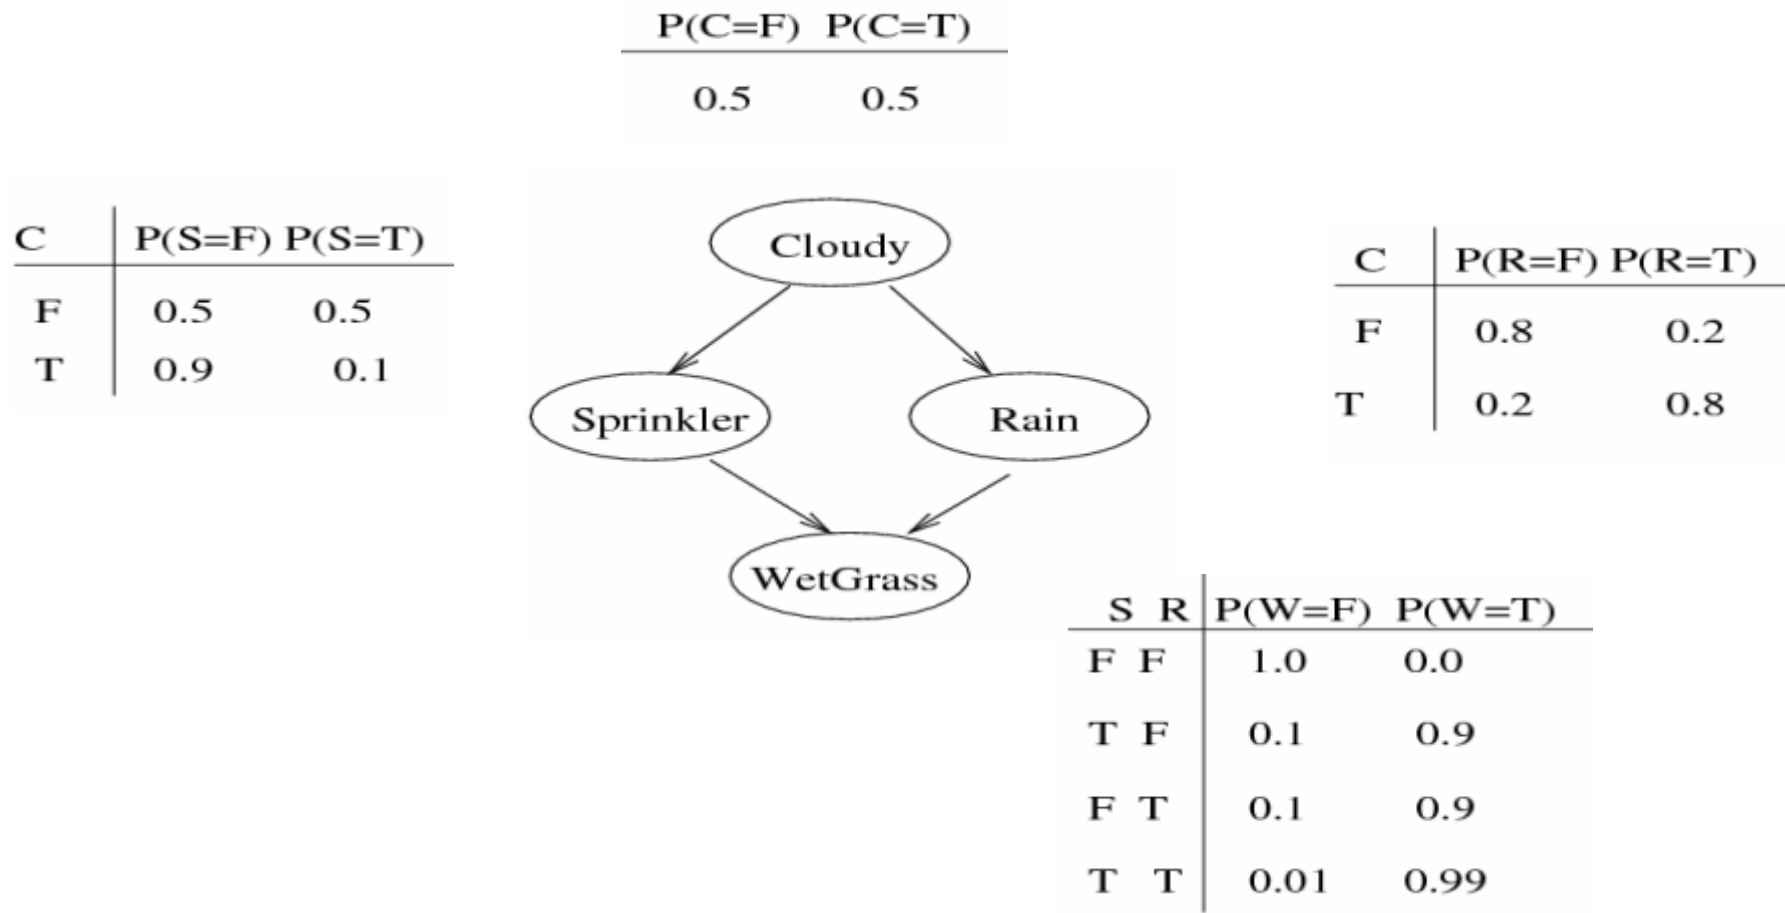 P(C=F) P(C=T)
0.5 0.5
C P(S=F) P(S=T)
F 0.5 0.5
T 0.9 0.1
Cloudy
C P(R=F) P(R=T)
F 0.8 0.2
T 0.2 0.8
Sprinkler
Rain
WetGrass
S R P(W=F) P(W=T)
F F 1.0 0.0
T F 0.1 0.9
F T 0.1 0.9
T T 0.01 0.99